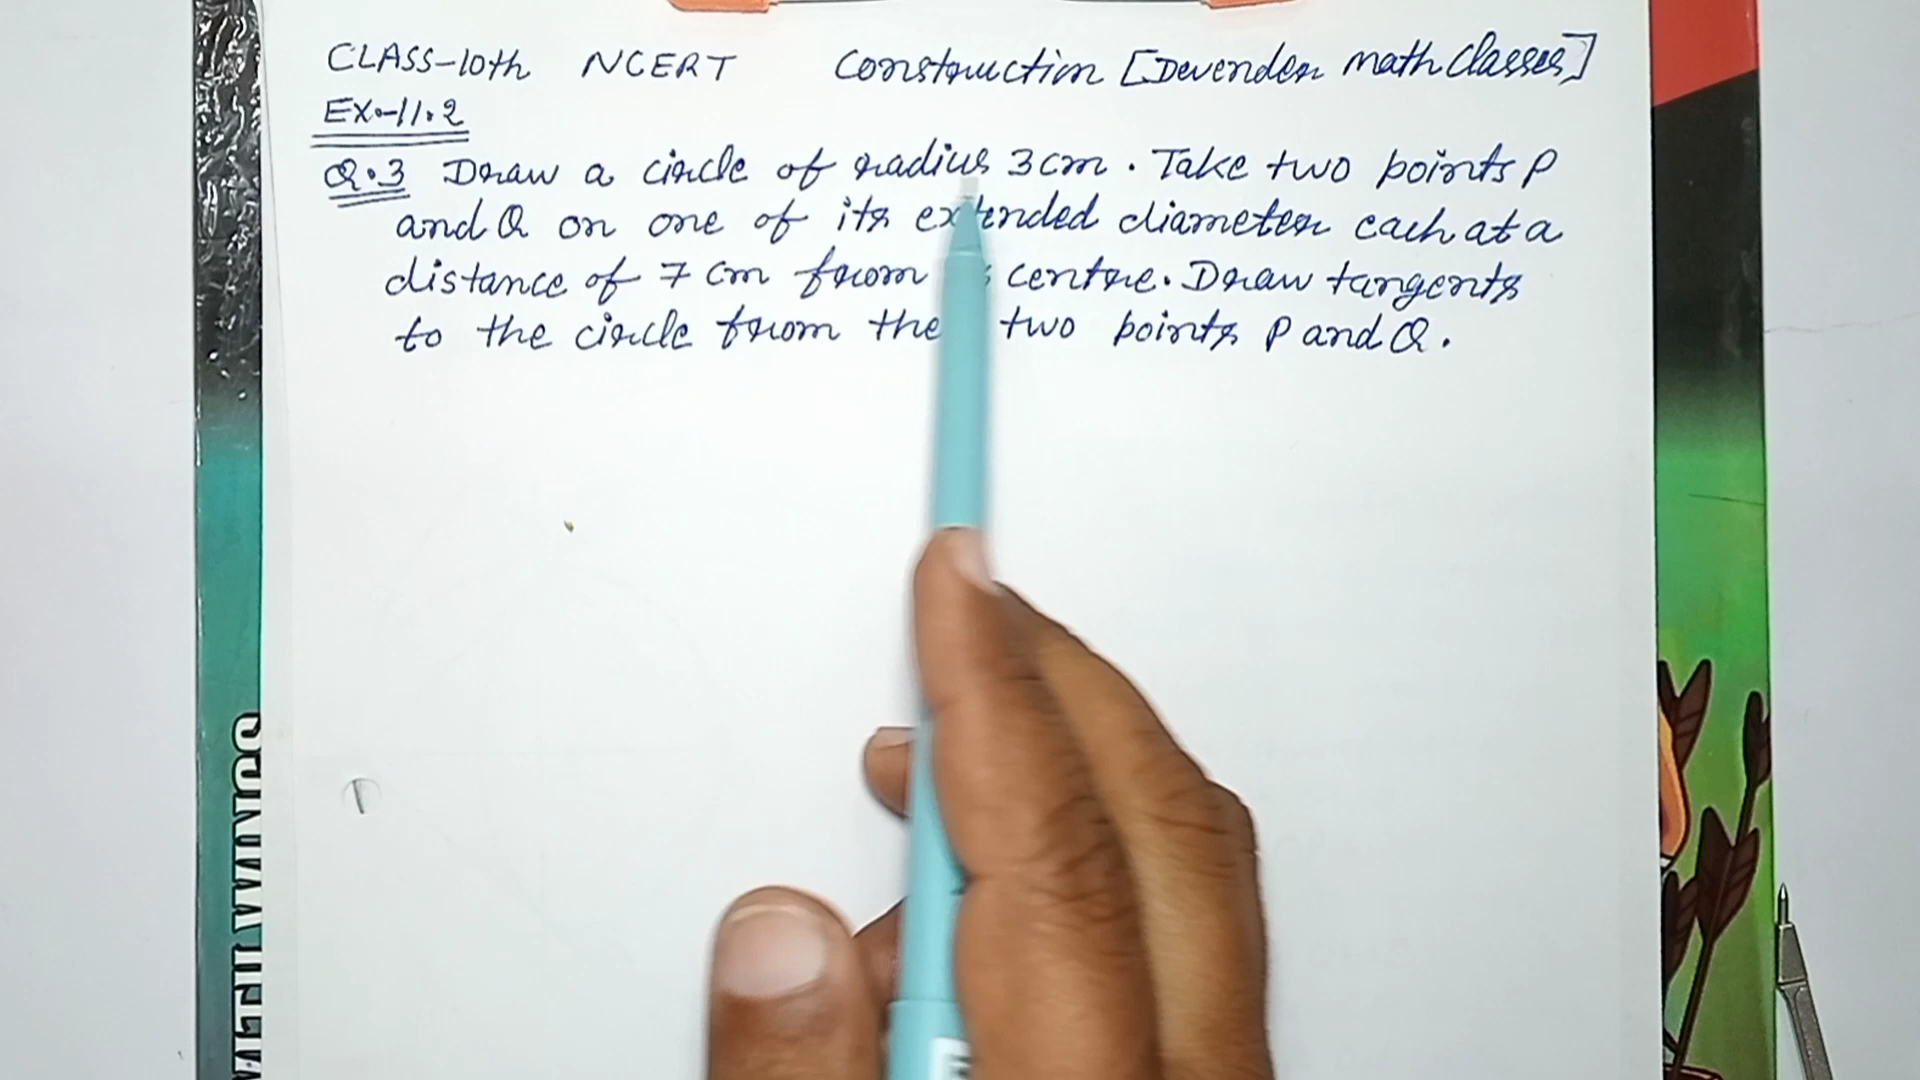 CLASS-10th NCERT Construction [Devender math Classes]
EX.-11.2
Q.3 Draw a circle of radius 3cm. Take two points P
and Q on one of its extended diameter each at a
distance of 7 cm from centre. Draw tangents
to the circle from the two points P and Q.